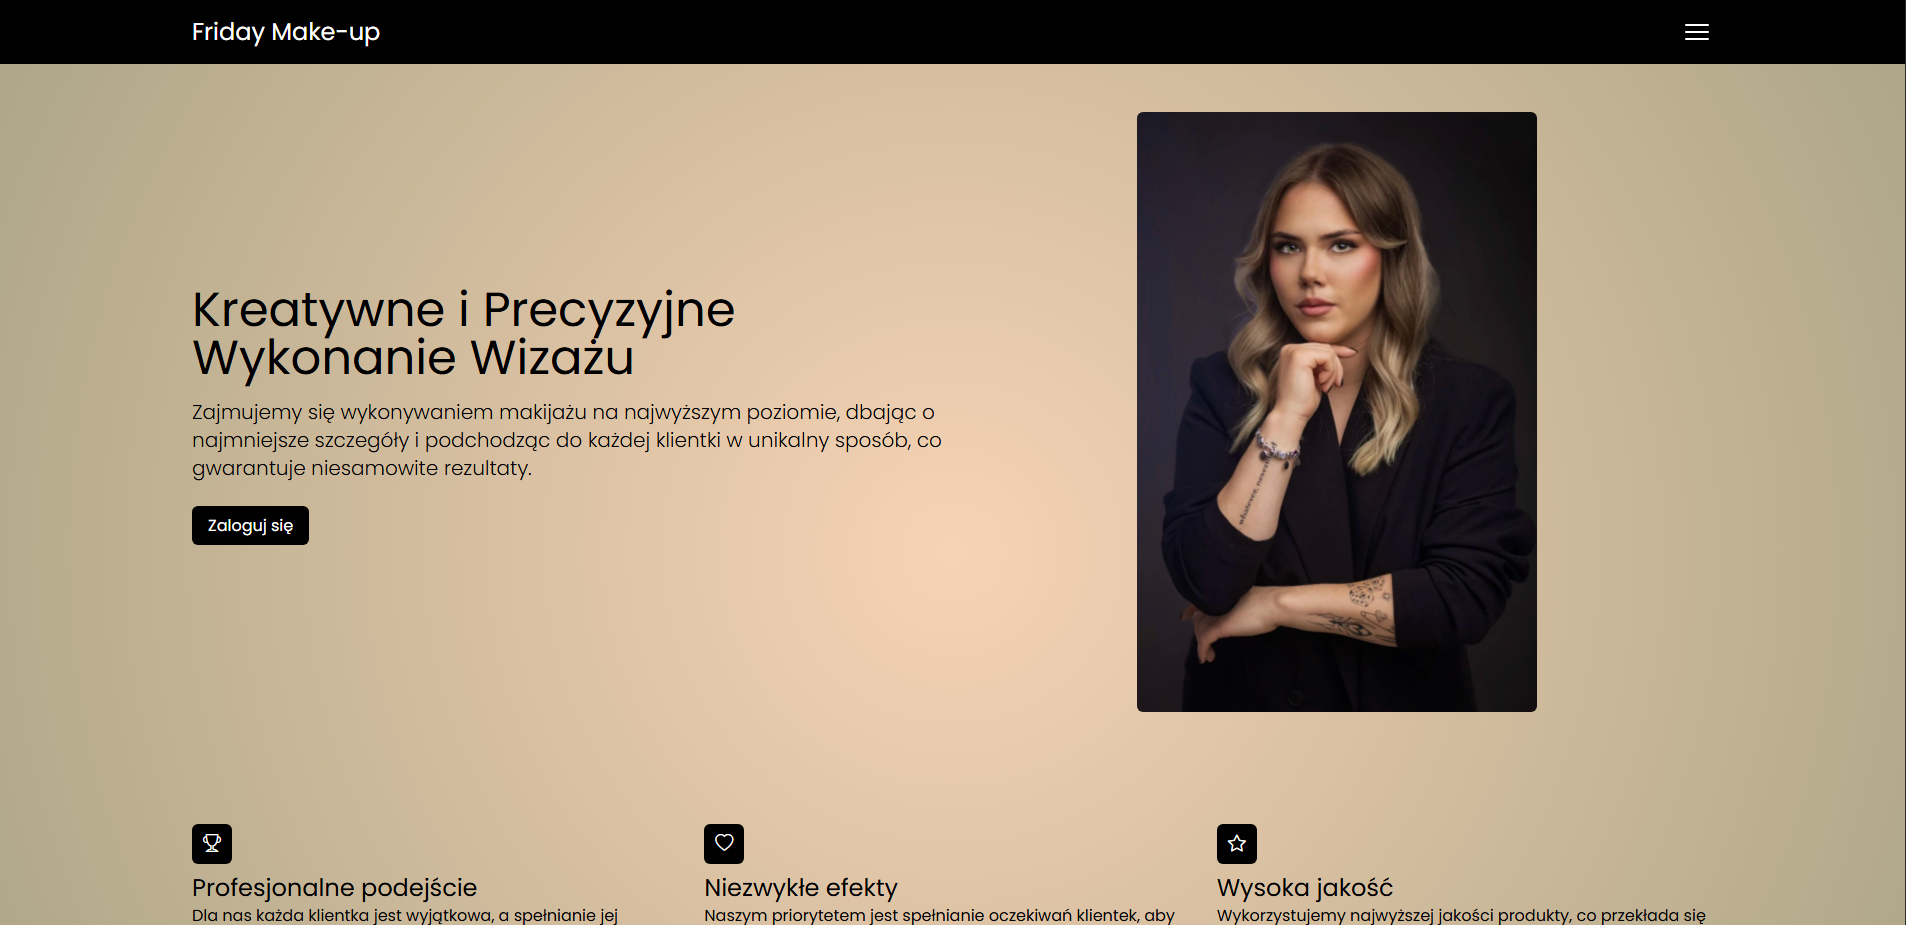 Friday Make-up
Kreatywne i Precyzyjne
Wykonanie Wizażu
Zajmujemy się wykonywaniem makijażu na najwyższym poziomie, dbając o
najmniejsze szczegóły i podchodząc do każdej klientki w unikalny sposób, co
gwarantuje niesamowite rezultaty.
Zaloguj się
Profesjonalne podejście
Dla nas każda klientka jest wyjątkowa, a spełnianie jej
Niezwykłe efekty
Naszym priorytetem jest spełnianie oczekiwań klientek, aby
Wysoka jakość
Wykorzystujemy najwyższej jakości produkty, co przekłada się